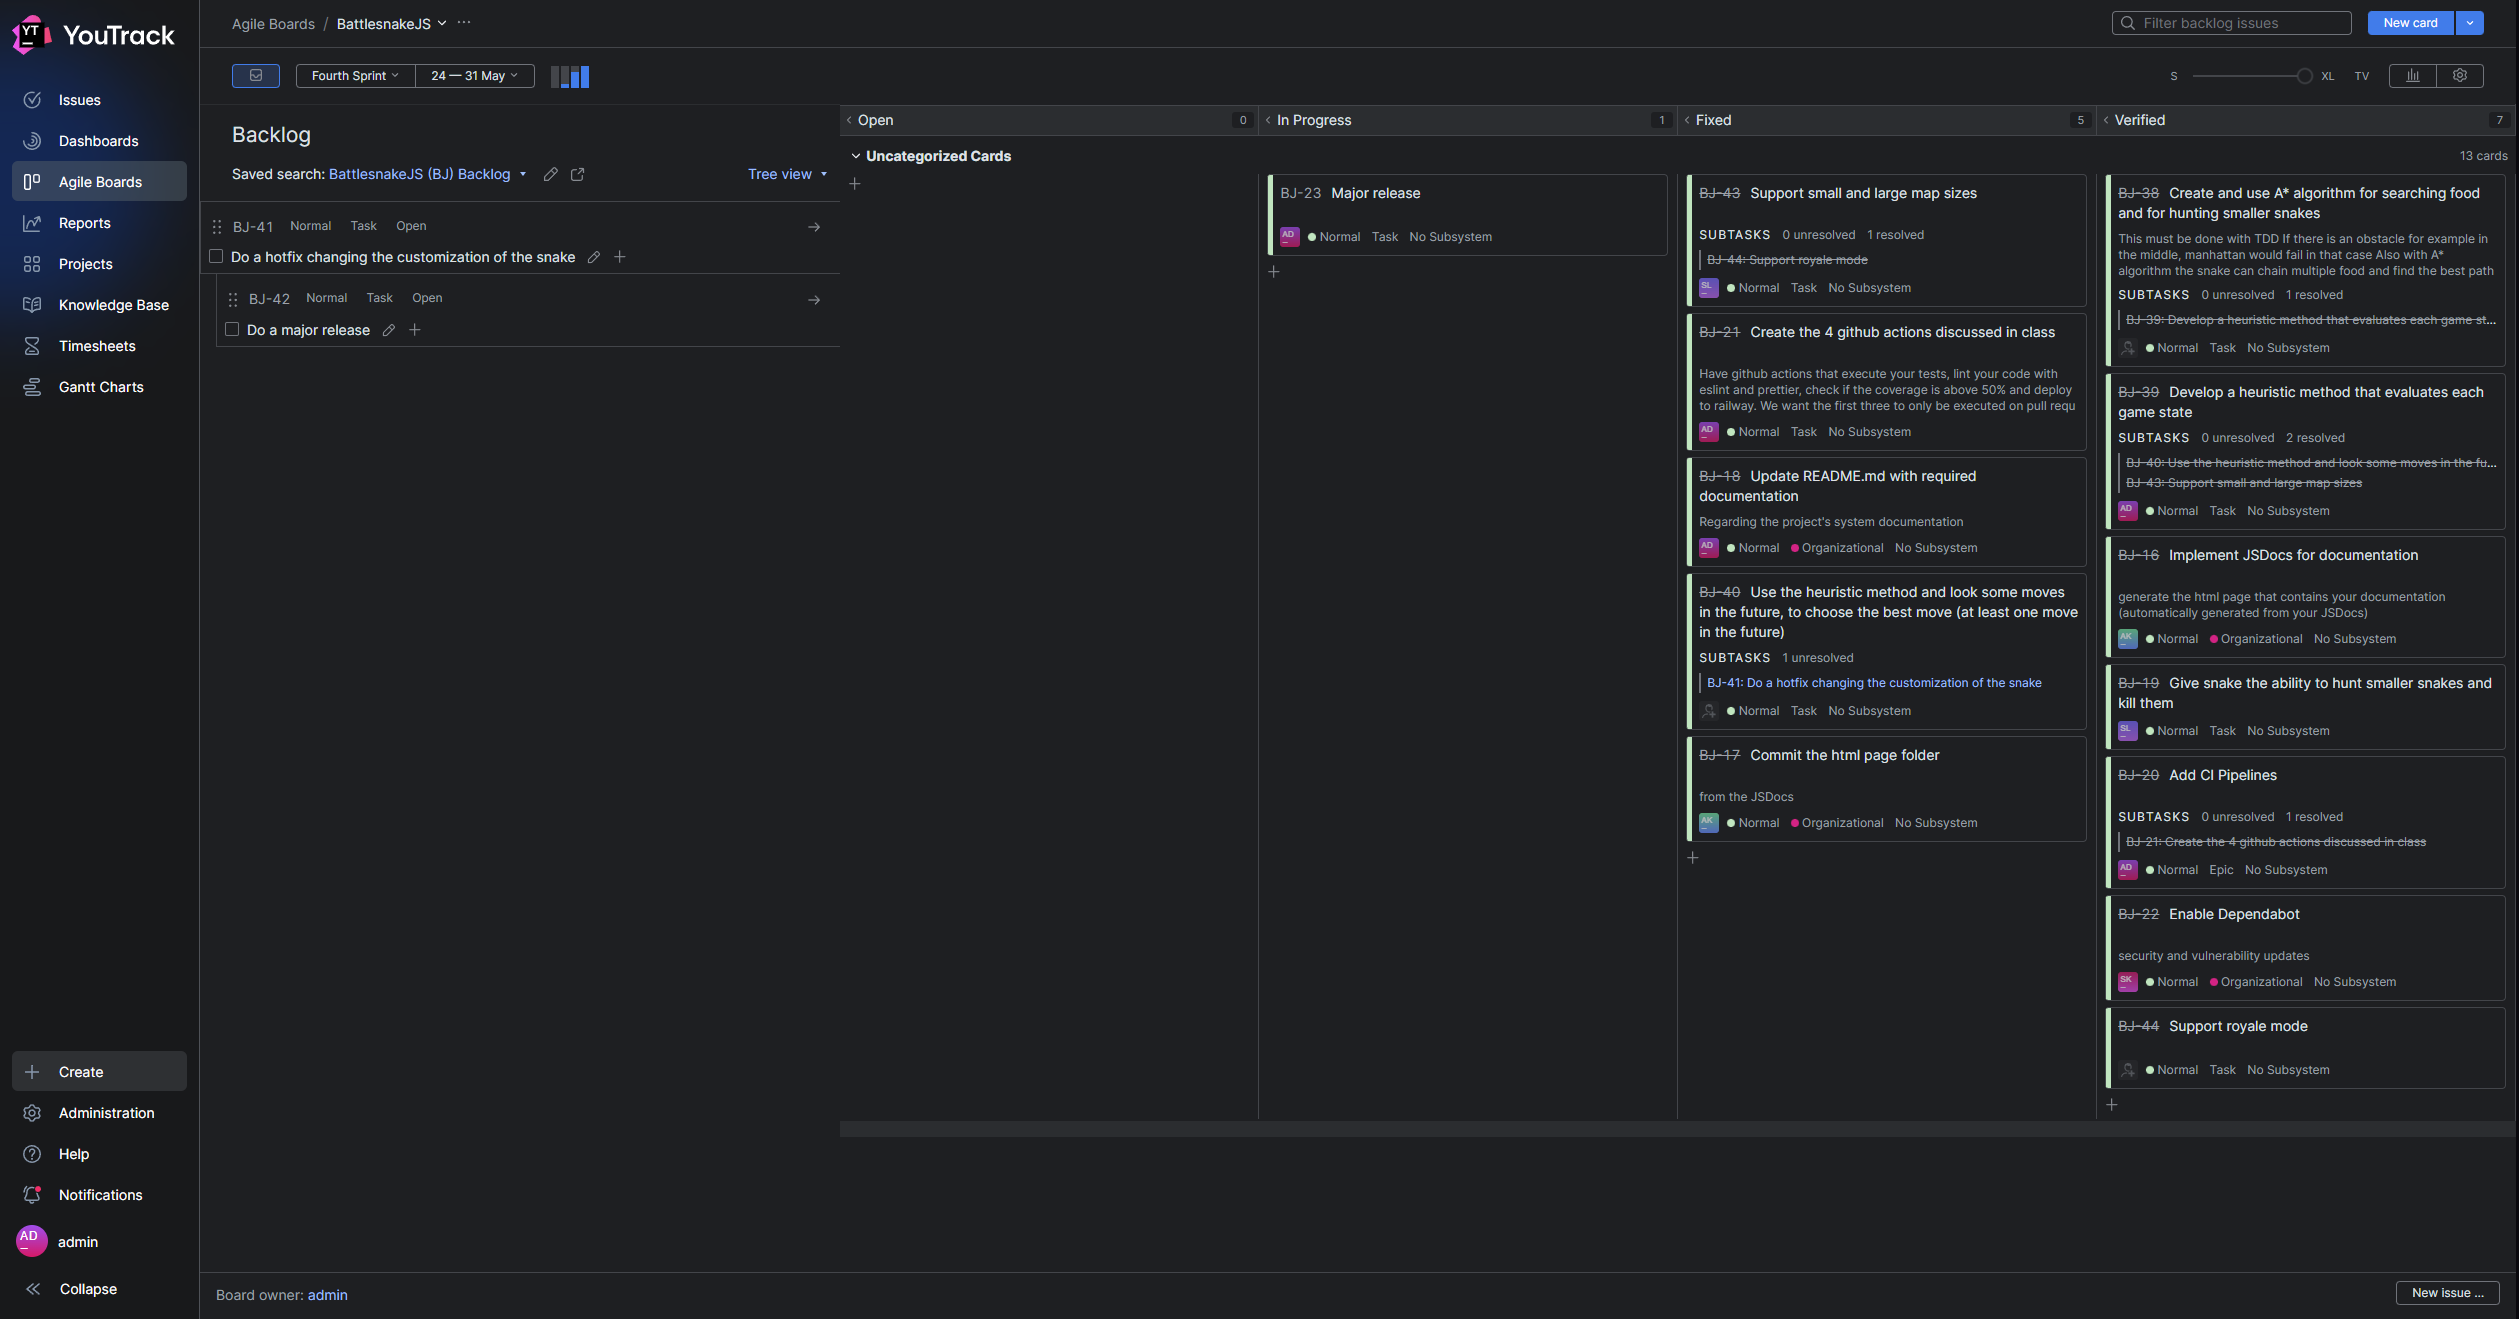 YT
YouTrack
Issues
Dashboards
Agile Boards
Reports
Projects
Knowledge Base
Timesheets
Gantt Charts
Create
Administration
Help
Notifications
AD
admin
Collapse
Agile Boards / BattlesnakeJS ...
Filter backlog issues
New card
Fourth Sprint
24 — 31 May
S
XL
TV
Backlog
Saved search: BattlesnakeJS (BJ) Backlog
Tree view
BJ-41 Normal Task Open
Do a hotfix changing the customization of the snake
BJ-42 Normal Task Open
Do a major release
Open 0
In Progress 1
Fixed 5
Verified 7
Uncategorized Cards
13 cards
BJ-23 Major release
AD Normal Task No Subsystem
BJ-43 Support small and large map sizes
SUBTASKS 0 unresolved 1 resolved
BJ-44: Support royale mode
SL Normal Task No Subsystem
BJ-21 Create the 4 github actions discussed in class
Have github actions that execute your tests, lint your code with
eslint and prettier, check if the coverage is above 50% and deploy
to railway. We want the first three to only be executed on pull requ
AD Normal Task No Subsystem
BJ-18 Update README.md with required
documentation
Regarding the project's system documentation
AD Normal Organizational No Subsystem
BJ-40 Use the heuristic method and look some moves
in the future, to choose the best move (at least one move
in the future)
SUBTASKS 1 unresolved
BJ-41: Do a hotfix changing the customization of the snake
Normal Task No Subsystem
BJ-17 Commit the html page folder
from the JSDocs
AK Normal Organizational No Subsystem
BJ-38 Create and use A* algorithm for searching food
and for hunting smaller snakes
This must be done with TDD If there is an obstacle for example in
the middle, manhattan would fail in that case Also with A*
algorithm the snake can chain multiple food and find the best path
SUBTASKS 0 unresolved 1 resolved
BJ-39: Develop a heuristic method that evaluates each game st...
Normal Task No Subsystem
BJ-39 Develop a heuristic method that evaluates each
game state
SUBTASKS 0 unresolved 2 resolved
BJ-40: Use the heuristic method and look some moves in the fu...
BJ-43: Support small and large map sizes
AD Normal Task No Subsystem
BJ-16 Implement JSDocs for documentation
generate the html page that contains your documentation
(automatically generated from your JSDocs)
AK Normal Organizational No Subsystem
BJ-19 Give snake the ability to hunt smaller snakes and
kill them
SL Normal Task No Subsystem
BJ-20 Add CI Pipelines
SUBTASKS 0 unresolved 1 resolved
BJ-21: Create the 4 github actions discussed in class
AD Normal Epic No Subsystem
BJ-22 Enable Dependabot
security and vulnerability updates
SK Normal Organizational No Subsystem
BJ-44 Support royale mode
Normal Task No Subsystem
Board owner: admin
New issue ...